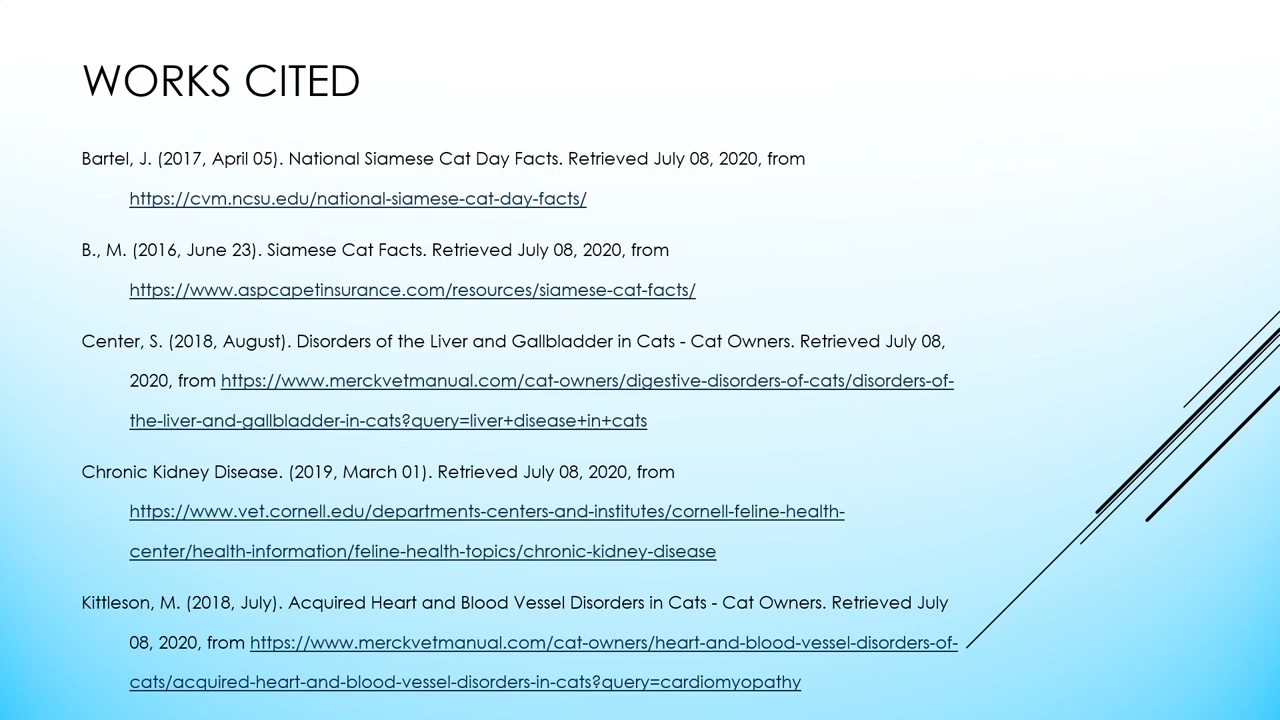 WORKS CITED
Bartel, J. (2017, April 05). National Siamese Cat Day Facts. Retrieved July 08, 2020, from
https://cvm.ncsu.edu/national-siamese-cat-day-facts/
B., M. (2016, June 23). Siamese Cat Facts. Retrieved July 08, 2020, from
https://www.aspcapetinsurance.com/resources/siamese-cat-facts/
Center, S. (2018, August). Disorders of the Liver and Gallbladder in Cats - Cat Owners. Retrieved July 08,
2020, from https://www.merckvetmanual.com/cat-owners/digestive-disorders-of-cats/disorders-of-
the-liver-and-gallbladder-in-cats?query=liver+disease+in+cats
Chronic Kidney Disease. (2019, March 01). Retrieved July 08, 2020, from
https://www.vet.cornell.edu/departments-centers-and-institutes/cornell-feline-health-
center/health-information/feline-health-topics/chronic-kidney-disease
Kittleson, M. (2018, July). Acquired Heart and Blood Vessel Disorders in Cats - Cat Owners. Retrieved July
08, 2020, from https://www.merckvetmanual.com/cat-owners/heart-and-blood-vessel-disorders-of-
cats/acquired-heart-and-blood-vessel-disorders-in-cats?query=cardiomyopathy